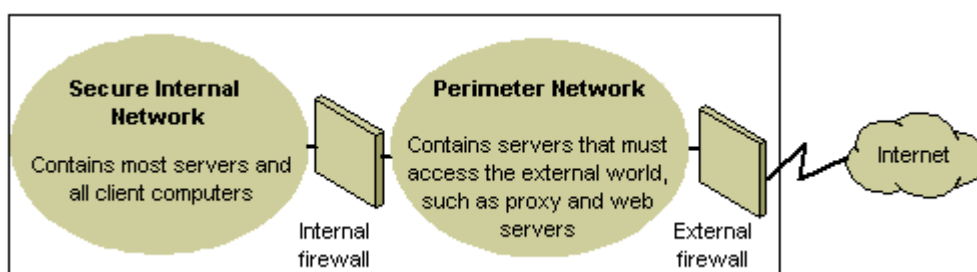 Secure Internal
Network
Contains most servers and
all client computers
Internal
firewall
Perimeter Network
Contains servers that must
access the external world,
such as proxy and web
servers
External
firewall
Internet